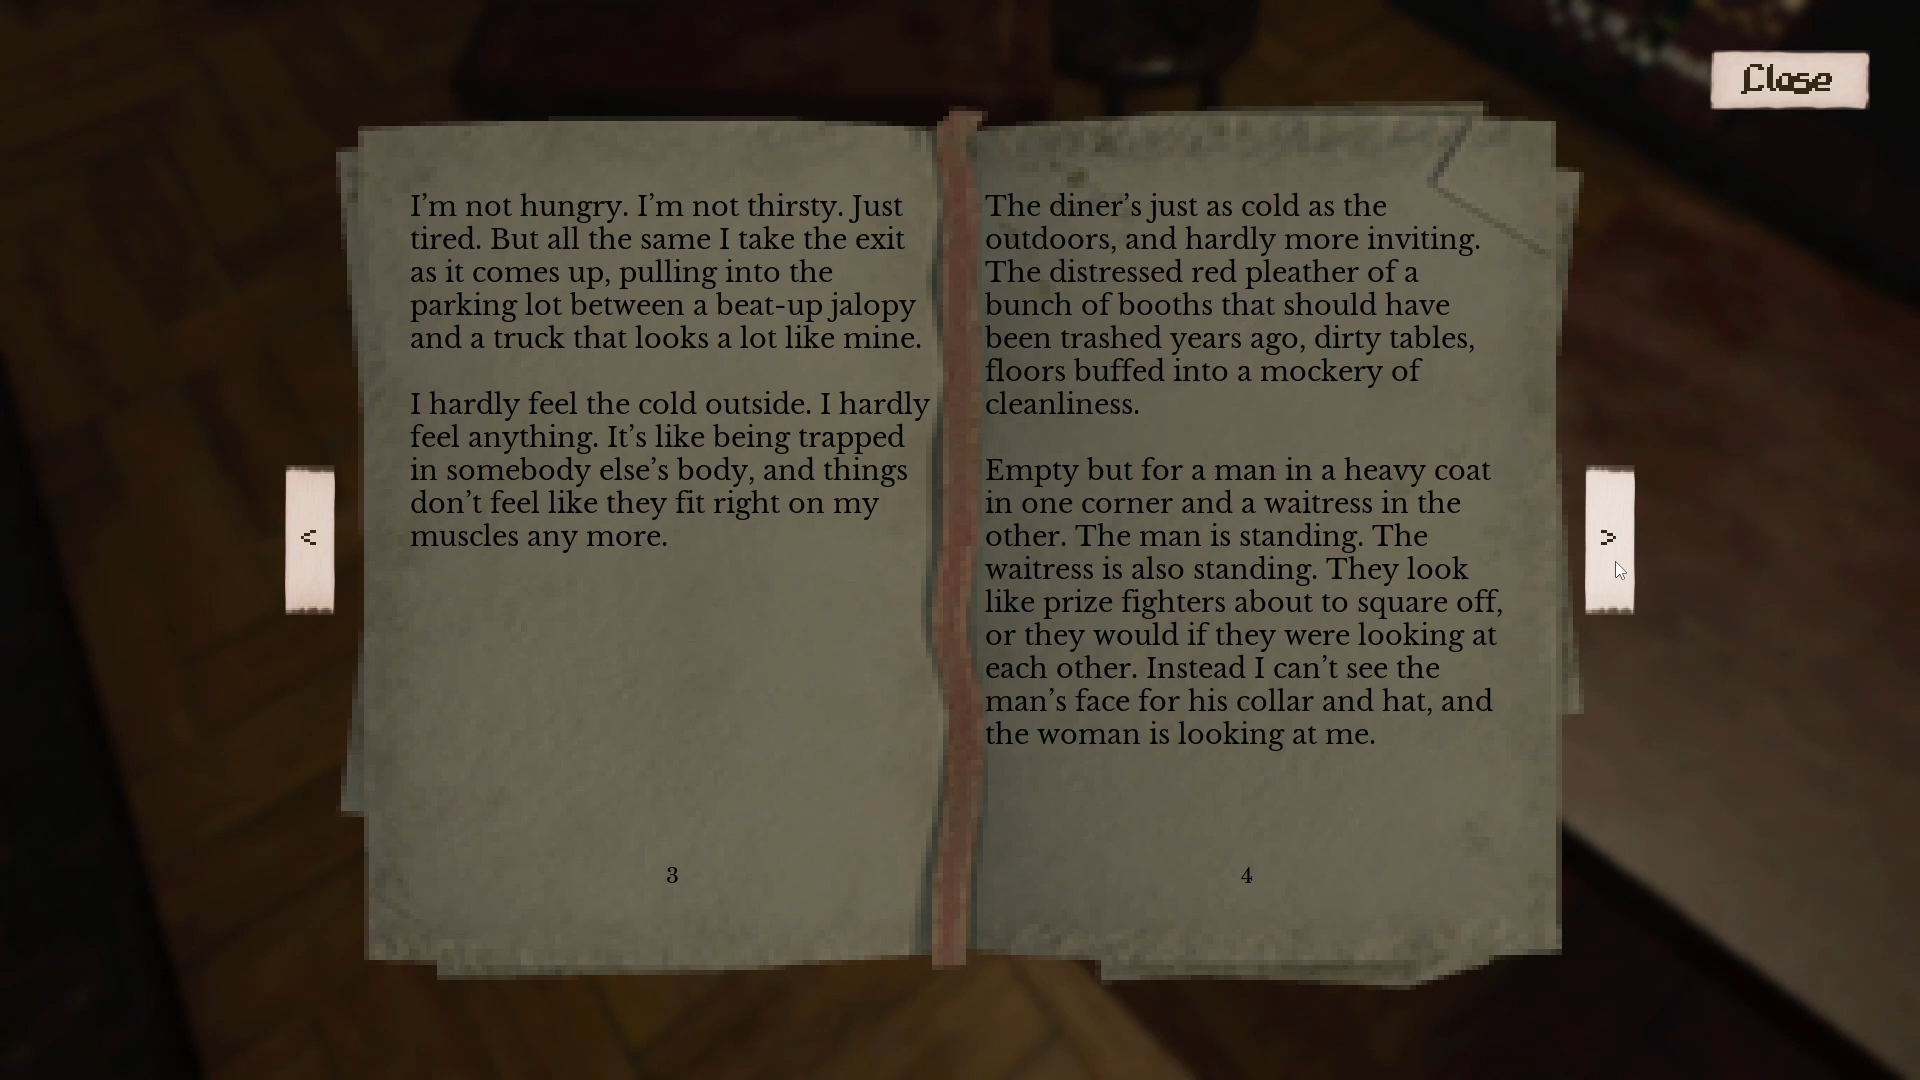 Close
I’m not hungry. I’m not thirsty. Just
tired. But all the same I take the exit
as it comes up, pulling into the
parking lot between a beat-up jalopy
and a truck that looks a lot like mine.
I hardly feel the cold outside. I hardly
feel anything. It’s like being trapped
in somebody else’s body, and things
don’t feel like they fit right on my
muscles any more.
3
The diner’s just as cold as the
outdoors, and hardly more inviting.
The distressed red pleather of a
bunch of booths that should have
been trashed years ago, dirty tables,
floors buffed into a mockery of
cleanliness.
Empty but for a man in a heavy coat
in one corner and a waitress in the
other. The man is standing. The
waitress is also standing. They look
like prize fighters about to square off,
or they would if they were looking at
each other. Instead I can’t see the
man’s face for his collar and hat, and
the woman is looking at me.
4
<
>